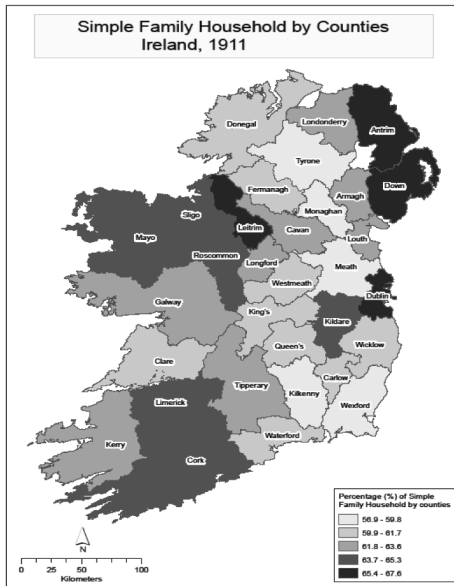 Simple Family Household by Counties
Ireland, 1911
Donegal
Londonderry
Antrim
Tyrone
Fermanagh
Armagh
Down
Monaghan
Sligo
Leitrim
Cavan
Louth
Mayo
Roscommon
Longford
Meath
Westmeath
Galway
Dublin
King's
Kildare
Queen's
Wicklow
Clare
Carlow
Tipperary
Limerick
Kilkenny
Wexford
Waterford
Kerry
Cork
Percentage (%) of Simple
Family Household by counties
56.9 - 59.8
59.9 - 61.7
61.8 - 63.6
63.7 - 65.3
65.4 - 67.6
N
0 25 50 100
Kilometers